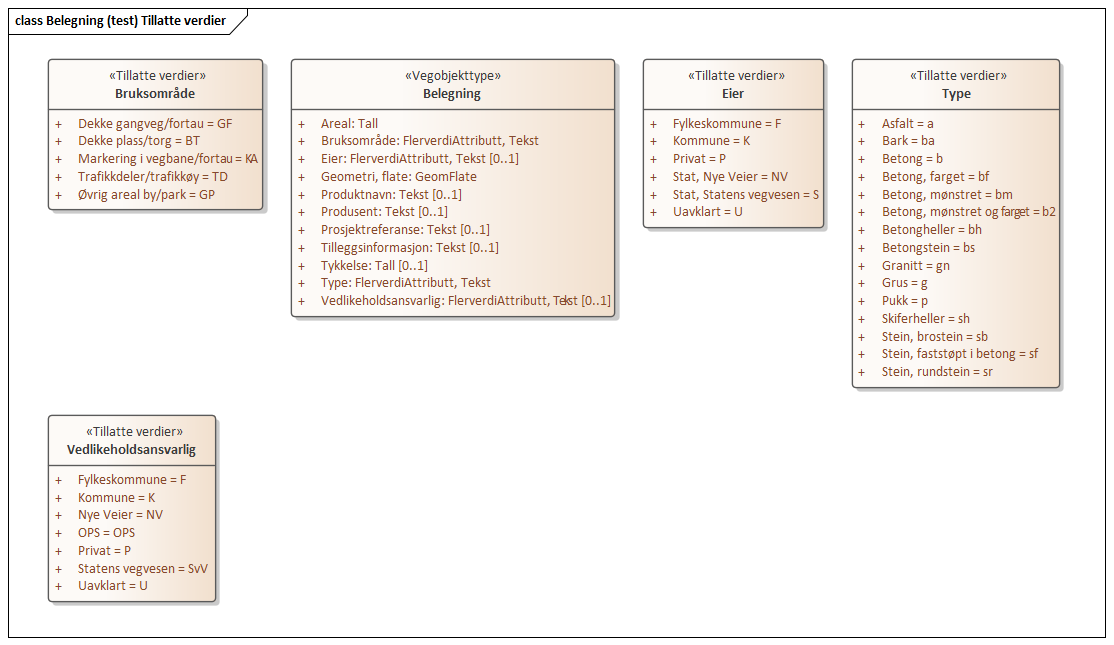 class Belegning (test) Tillatte verdier
«Tillatte verdier»
Bruksområde
+ Dekke gangveg/fortau = GF
+ Dekke plass/torg = BT
+ Markering i vegbane/fortau = KA
+ Trafikkdeler/trafikkøy = TD
+ Øvrig areal by/park = GP
«Vegobjekttype»
Belegning
+ Areal: Tall
+ Bruksområde: FlerverdiAttributt, Tekst
+ Eier: FlerverdiAttributt, Tekst [0..1]
+ Geometri, flate: GeomFlate
+ Produktnavn: Tekst [0..1]
+ Produsent: Tekst [0..1]
+ Prosjektreferanse: Tekst [0..1]
+ Tilleggsinformasjon: Tekst [0..1]
+ Tykkelse: Tall [0..1]
+ Type: FlerverdiAttributt, Tekst
+ Vedlikeholdsansvarlig: FlerverdiAttributt, Tekst [0..1]
«Tillatte verdier»
Eier
+ Fylkeskommune = F
+ Kommune = K
+ Privat = P
+ Stat, Nye Veier = NV
+ Stat, Statens vegvesen = S
+ Uavklart = U
«Tillatte verdier»
Type
+ Asfalt = a
+ Bark = ba
+ Betong = b
+ Betong, farget = bf
+ Betong, mønstret = bm
+ Betong, mønstret og farget = b2
+ Betongheller = bh
+ Betongstein = bs
+ Granitt = gn
+ Grus = g
+ Pukk = p
+ Skiferheller = sh
+ Stein, brostein = sb
+ Stein, faststøpt i betong = sf
+ Stein, rundstein = sr
«Tillatte verdier»
Vedlikeholdsansvarlig
+ Fylkeskommune = F
+ Kommune = K
+ Nye Veier = NV
+ OPS = OPS
+ Privat = P
+ Statens vegvesen = SvV
+ Uavklart = U